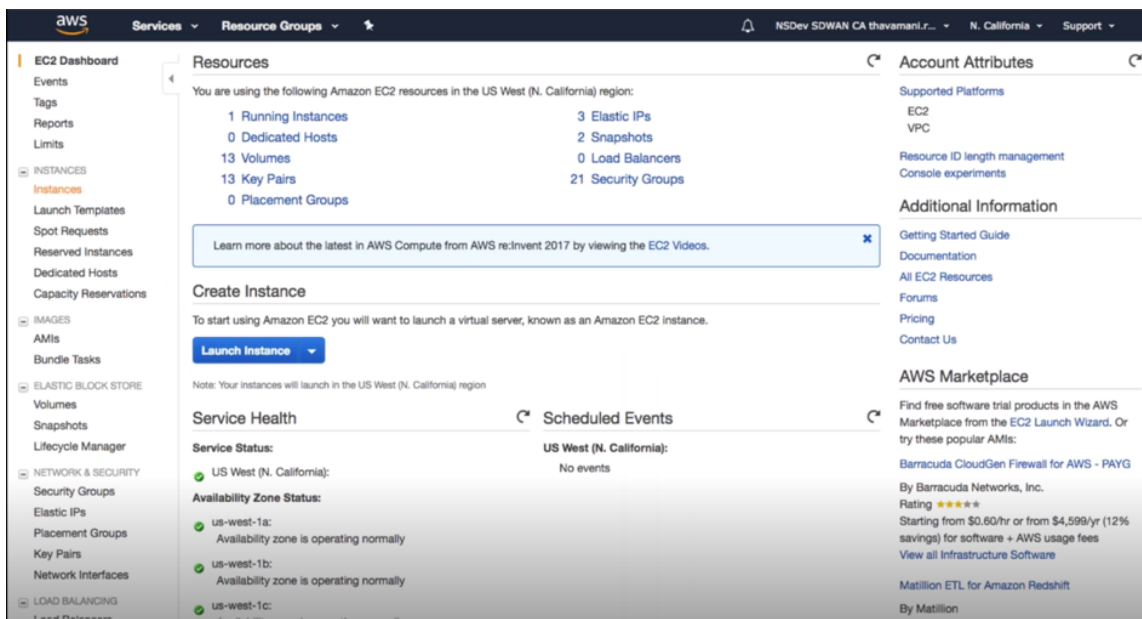 aws
Services
Resource Groups
NSDev SDWAN CA thavamani.r...
N. California
Support
EC2 Dashboard
Events
Tags
Reports
Limits
INSTANCES
Instances
Launch Templates
Spot Requests
Reserved Instances
Dedicated Hosts
Capacity Reservations
IMAGES
AMIs
Bundle Tasks
ELASTIC BLOCK STORE
Volumes
Snapshots
Lifecycle Manager
NETWORK & SECURITY
Security Groups
Elastic IPs
Placement Groups
Key Pairs
Network Interfaces
LOAD BALANCING
Load Balancers
Resources
You are using the following Amazon EC2 resources in the US West (N. California) region:
1 Running Instances
0 Dedicated Hosts
13 Volumes
13 Key Pairs
0 Placement Groups
3 Elastic IPs
2 Snapshots
0 Load Balancers
21 Security Groups
Learn more about the latest in AWS Compute from AWS re:Invent 2017 by viewing the EC2 Videos.
Create Instance
To start using Amazon EC2 you will want to launch a virtual server, known as an Amazon EC2 instance.
Launch Instance
Note: Your instances will launch in the US West (N. California) region
Service Health
Service Status:
US West (N. California):
Availability Zone Status:
us-west-1a:
Availability zone is operating normally
us-west-1b:
Availability zone is operating normally
us-west-1c:
Scheduled Events
US West (N. California):
No events
Account Attributes
Supported Platforms
EC2
VPC
Resource ID length management
Console experiments
Additional Information
Getting Started Guide
Documentation
All EC2 Resources
Forums
Pricing
Contact Us
AWS Marketplace
Find free software trial products in the AWS
Marketplace from the EC2 Launch Wizard. Or
try these popular AMIs:
Barracuda CloudGen Firewall for AWS - PAYG
By Barracuda Networks, Inc.
Rating
Starting from $0.60/hr or from $4,599/yr (12%
savings) for software + AWS usage fees
View all Infrastructure Software
Matillion ETL for Amazon Redshift
By Matillion